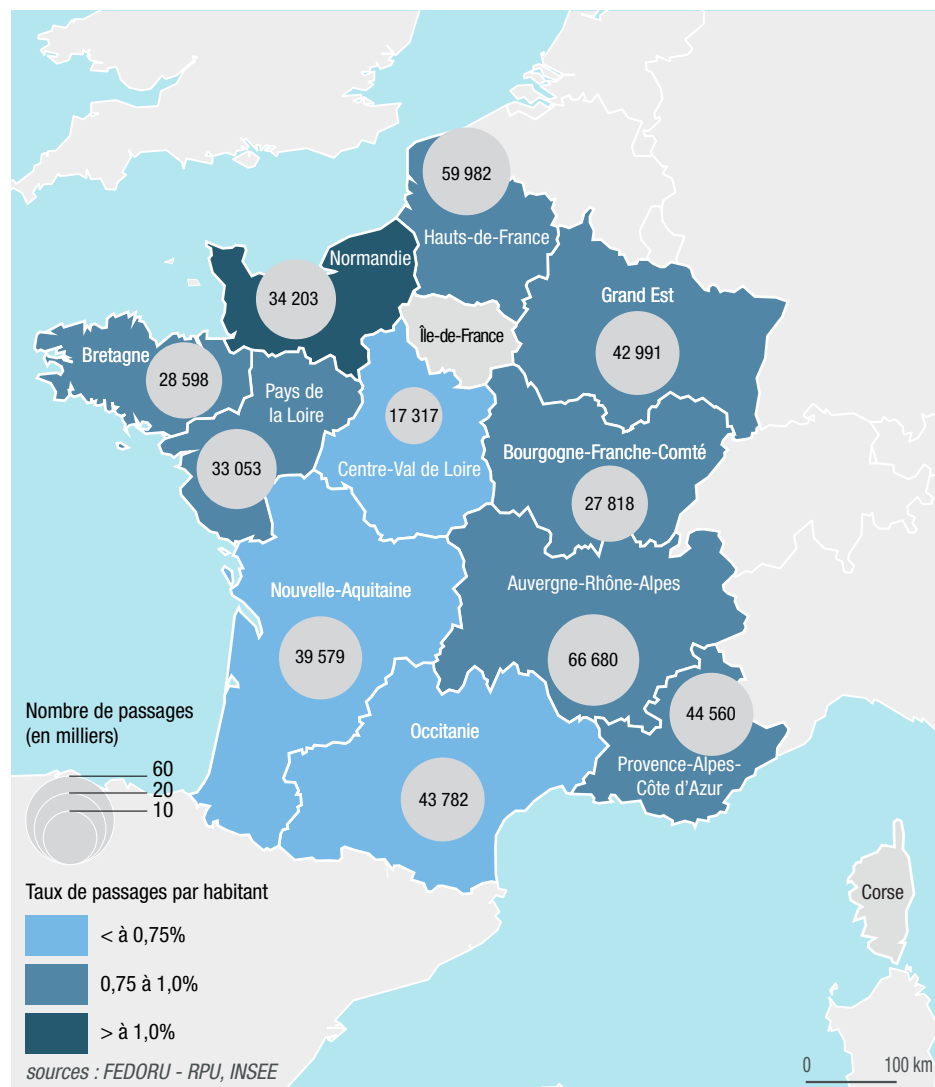 59 982
Hauts-de-France
Normandie
34 203
Grand Est
Île-de-France
42 991
Bretagne
28 598
Pays de
la Loire
17 317
33 053
Centre-Val de Loire
Bourgogne-Franche-Comté
27 818
Auvergne-Rhône-Alpes
Nouvelle-Aquitaine
39 579
66 680
44 560
Occitanie
Provence-Alpes-
Côte d'Azur
43 782
Nombre de passages
(en milliers)
60
20
10
Corse
Taux de passages par habitant
< à 0,75%
0,75 à 1,0%
> à 1,0%
sources : FEDORU - RPU, INSEE
0 100 km